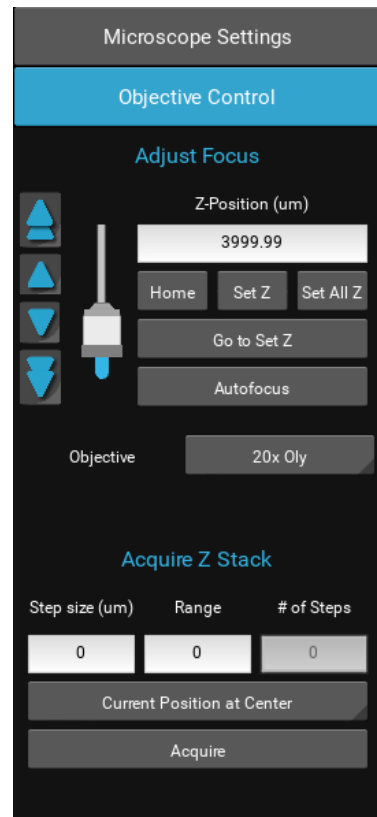 Microscope Settings
Objective Control
Adjust Focus
Z-Position (um)
3999.99
Home Set Z Set All Z
Go to Set Z
Autofocus
Objective 20x Oly
Acquire Z Stack
Step size (um) Range # of Steps
0 0 0
Current Position at Center
Acquire